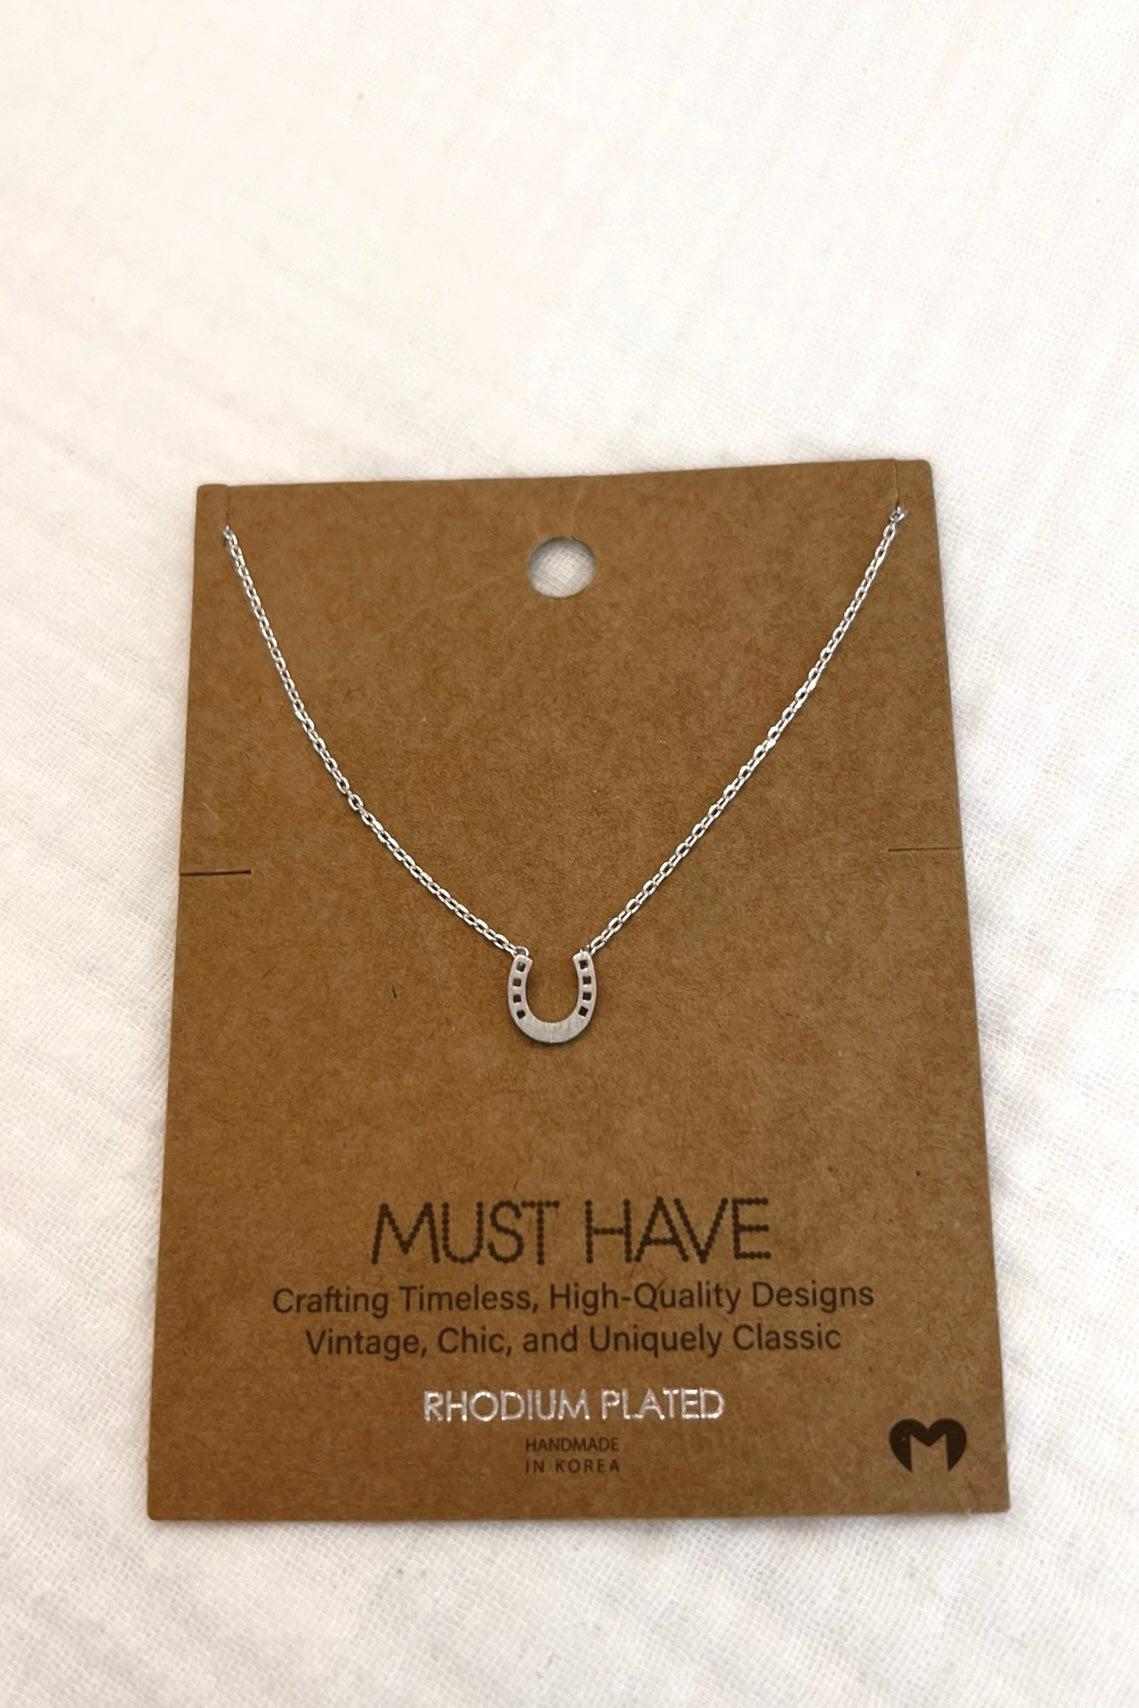 MUST HAVE
Crafting Timeless, High-Quality Designs
Vintage, Chic, and Uniquely Classic
RHODIUM PLATED
HANDMADE
IN KOREA
M